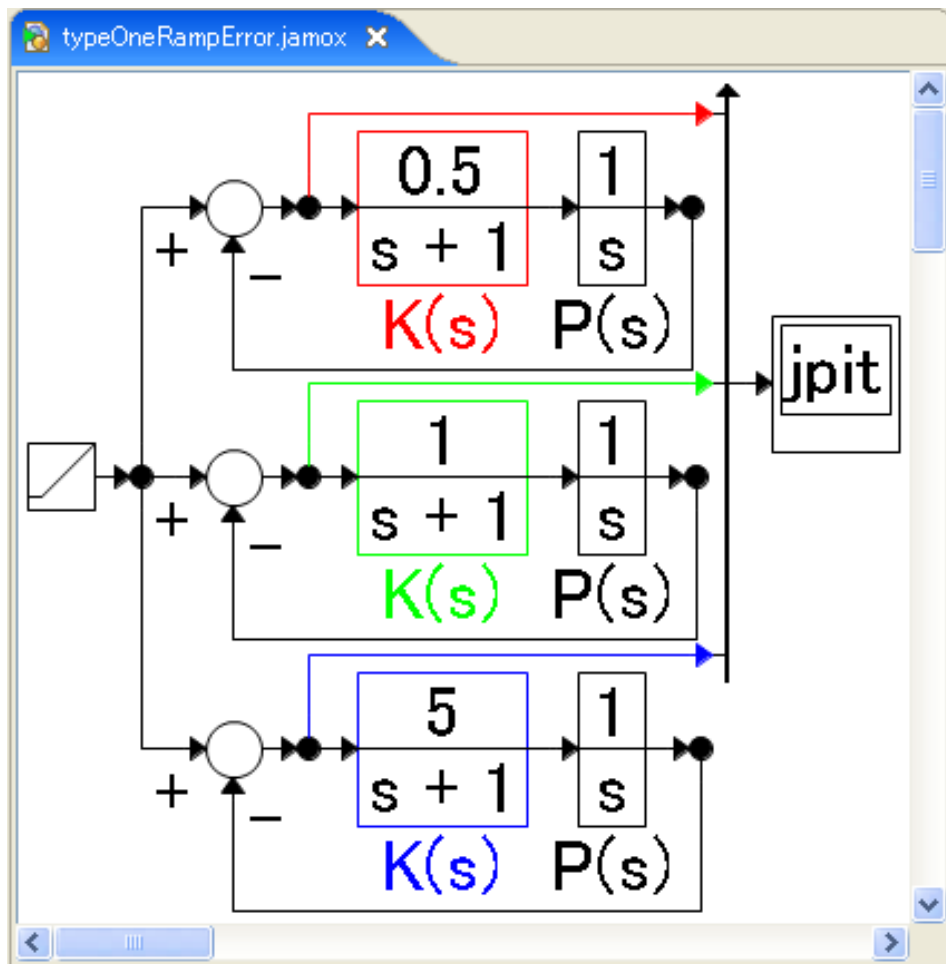 typeOneRampError.jamox
0.5
s + 1
K(s)
1
s
P(s)
+
−
jpit
1
s + 1
K(s)
1
s
P(s)
+
−
5
s + 1
K(s)
1
s
P(s)
+
−